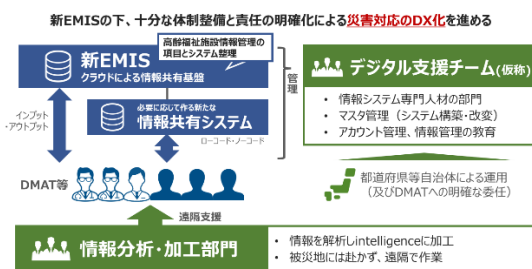 新EMISの下、十分な体制整備と責任の明確化による災害対応のDX化を進める
新EMIS
クラウドによる情報共有基盤
高齢福祉施設情報管理の
項目とシステム整理
必要に応じて作る新たな
情報共有システム
ローコード・ノーコード
インプット
・アウトプット
管理
DMAT等
遠隔支援
デジタル支援チーム(仮称)
• 情報システム専門人材の部門
• マスタ管理（システム構築・改変）
• アカウント管理、情報管理の教育
都道府県等自治体による運用
（及びDMATへの明確な委任）
情報分析・加工部門
• 情報を解析しintelligenceに加工
• 被災地には赴かず、遠隔で作業